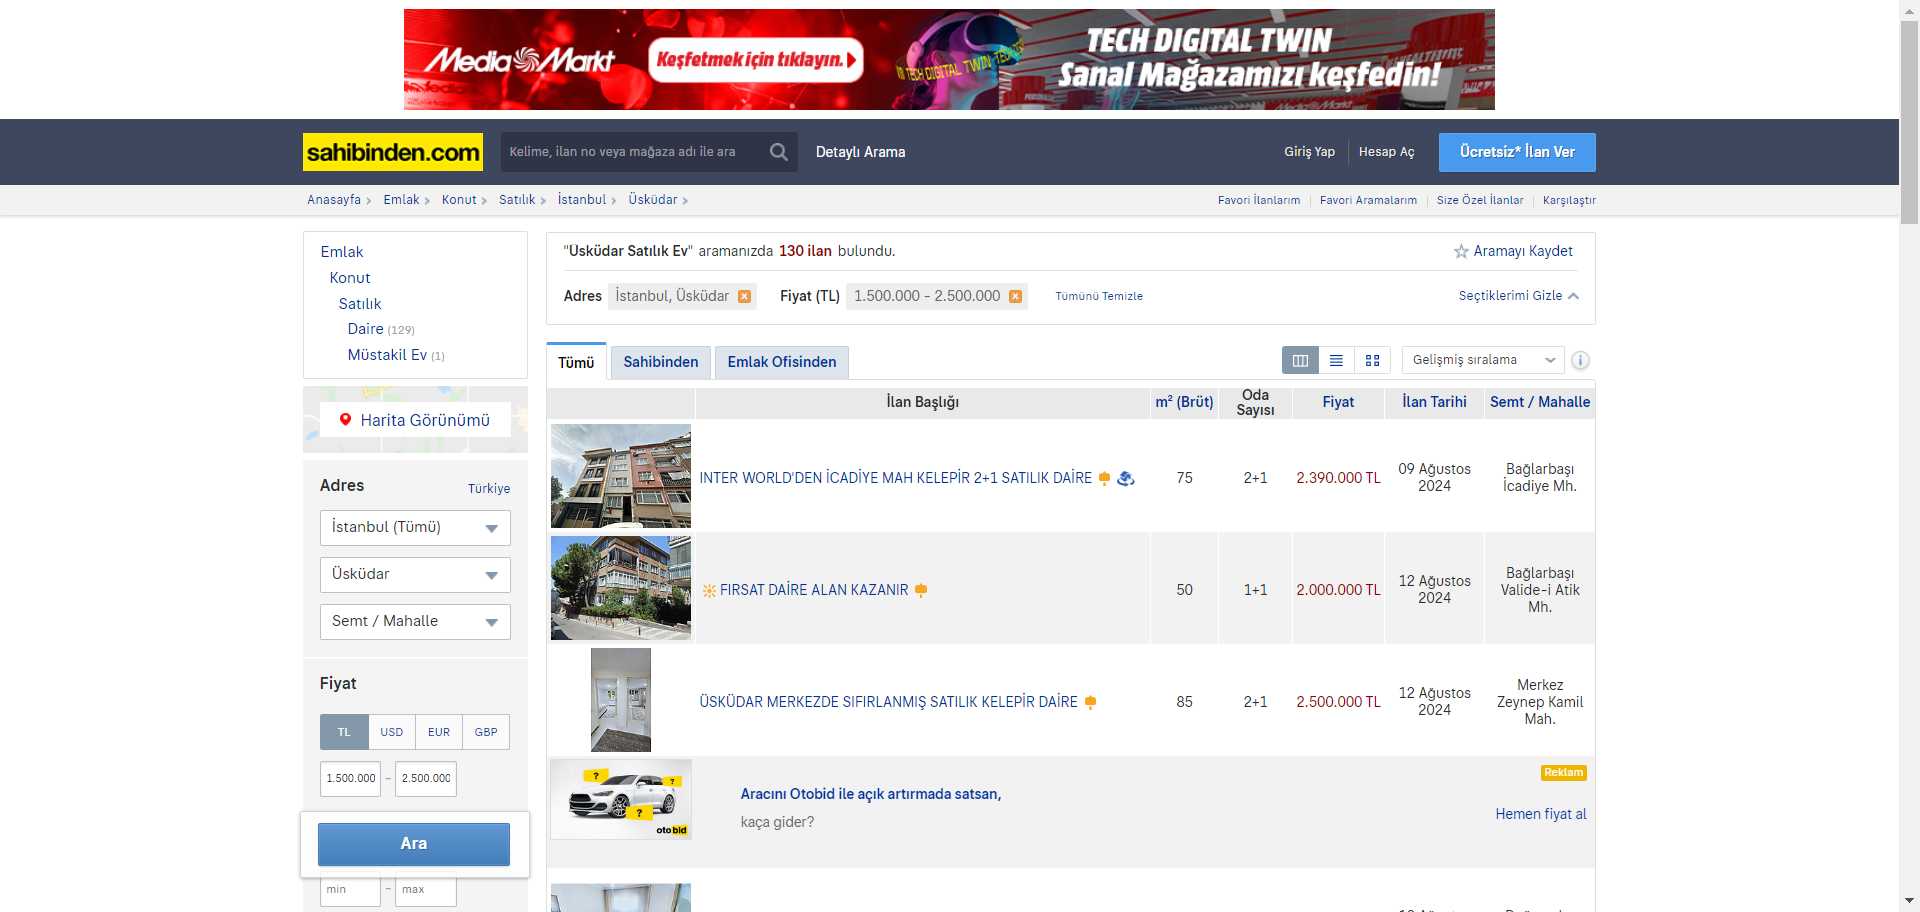 Media Markt
Keşfetmek için tıklayın.
TECH DIGITAL TWIN
Sanal Mağazamızı keşfedin!
sahibinden.com
Kelime, ilan no veya mağaza adı ile ara
Detaylı Arama
Giriş Yap
Hesap Aç
Ücretsiz* İlan Ver
Anasayfa
Emlak
Konut
Satılık
İstanbul
Üsküdar
Favori İlanlarım
Favori Aramalarım
Size Özel İlanlar
Karşılaştır
Emlak
Konut
Satılık
Daire (129)
Müstakil Ev (1)
Harita Görünümü
Adres
Türkiye
İstanbul (Tümü)
Üsküdar
Semt / Mahalle
Fiyat
TL
USD
EUR
GBP
1.500.000 - 2.500.000
Ara
min - max
"Üsküdar Satılık Ev" aramanızda 130 ilan bulundu.
Aramayı Kaydet
Adres İstanbul, Üsküdar
Fiyat (TL) 1.500.000 - 2.500.000
Tümünü Temizle
Seçtiklerimi Gizle
Tümü
Sahibinden
Emlak Ofisinden
Gelişmiş sıralama
İlan Başlığı
m² (Brüt)
Oda
Sayısı
Fiyat
İlan Tarihi
Semt / Mahalle
INTER WORLD'DEN İCADİYE MAH KELEPİR 2+1 SATILIK DAİRE
75
2+1
2.390.000 TL
09 Ağustos
2024
Bağlarbaşı
İcadiye Mh.
FIRSAT DAİRE ALAN KAZANIR
50
1+1
2.000.000 TL
12 Ağustos
2024
Bağlarbaşı
Valide-i Atik
Mh.
ÜSKÜDAR MERKEZDE SIFIRLANMIŞ SATILIK KELEPİR DAİRE
85
2+1
2.500.000 TL
12 Ağustos
2024
Merkez
Zeynep Kamil
Mah.
otobid
Aracını Otobid ile açık artırmada satsan,
kaça gider?
Reklam
Hemen fiyat al